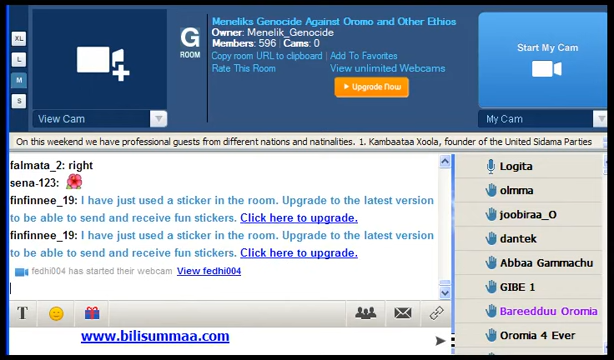 Meneliks Genocide Against Oromo and Other Ethios
Owner: Menelik_Genocide
Members: 596 | Cams: 0
Copy room URL to clipboard | Add To Favorites
Rate This Room View unlimited Webcams
Upgrade Now
XL
L
M
S
G
ROOM
View Cam
Start My Cam
My Cam
On this weekend we have professional guests from different nations and natinalities. 1. Kambaataa Xoola, founder of the United Sidama Parties
falmata_2: right
sena-123:
finfinnee_19: I have just used a sticker in the room. Upgrade to the latest version
to be able to send and receive fun stickers. Click here to upgrade.
finfinnee_19: I have just used a sticker in the room. Upgrade to the latest version
to be able to send and receive fun stickers. Click here to upgrade.
fedhi004 has started their webcam View fedhi004
T
www.bilisummaa.com
Logita
olmma
joobiraa_O
dantek
Abbaa Gammachu
GIBE 1
Bareedduu Oromia
Oromia 4 Ever